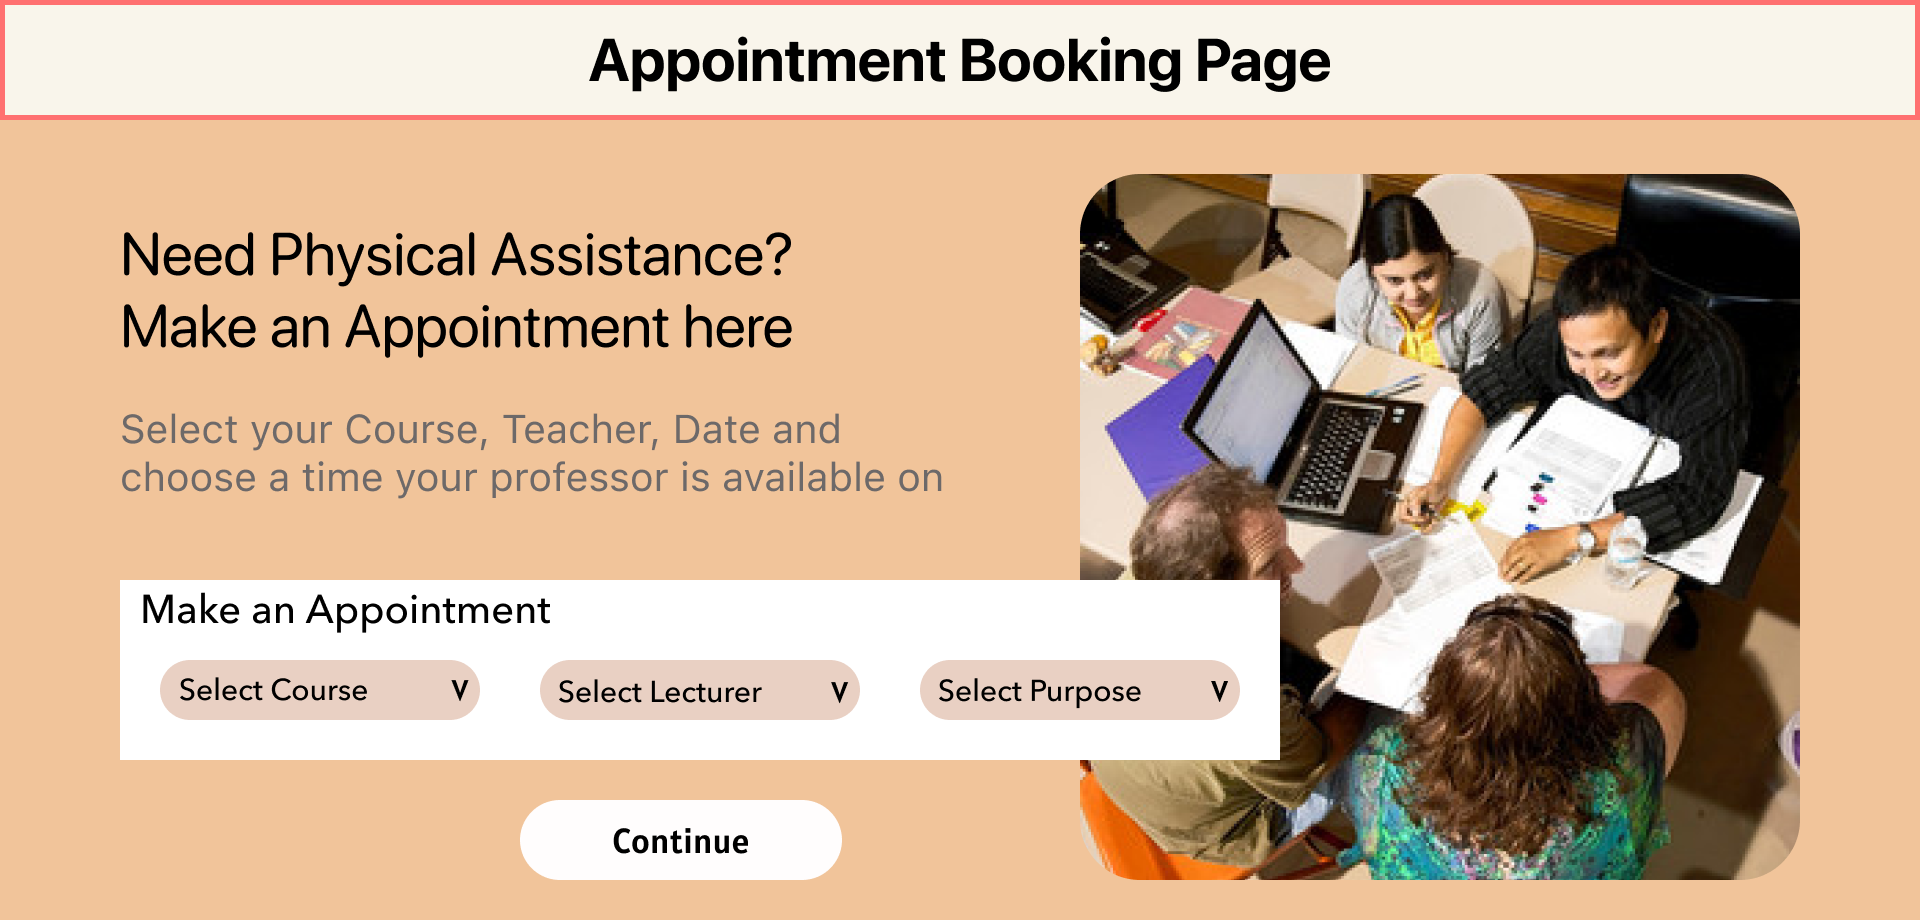 Appointment Booking Page
Need Physical Assistance?
Make an Appointment here
Select your Course, Teacher, Date and
choose a time your professor is available on
Make an Appointment
Select Course V
Select Lecturer V
Select Purpose V
Continue